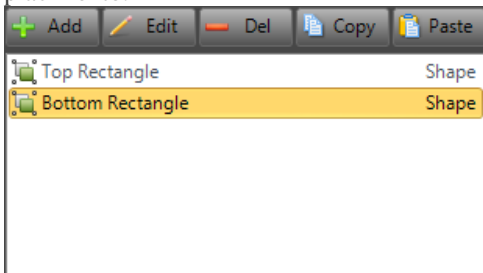 Add Edit Del Copy Paste
Top Rectangle Shape
Bottom Rectangle Shape